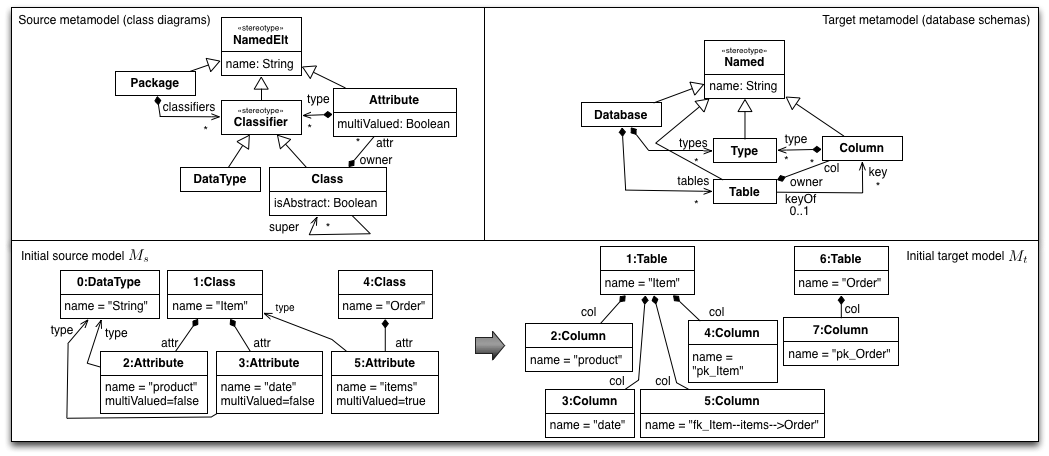 Source metamodel (class diagrams)
«stereotype»
NamedElt
name: String
Package
classifiers
*
«stereotype»
Classifier
type
*
Attribute
multiValued: Boolean
*
attr
owner
DataType
Class
isAbstract: Boolean
super
*
Target metamodel (database schemas)
«stereotype»
Named
name: String
Database
types
*
Type
type
*
*
Column
col
owner
key
*
tables
*
Table
keyOf
0..1
Initial source model Ms
0:DataType
name = "String"
1:Class
name = "Item"
4:Class
name = "Order"
type
type
type
attr
attr
attr
2:Attribute
name = "product"
multiValued=false
3:Attribute
name = "date"
multiValued=false
5:Attribute
name = "items"
multiValued=true
Initial target model Mt
1:Table
name = "Item"
6:Table
name = "Order"
col
col
col
2:Column
name = "product"
4:Column
name =
"pk_Item"
7:Column
name = "pk_Order"
col
col
3:Column
name = "date"
5:Column
name = "fk_Item--items-->Order"